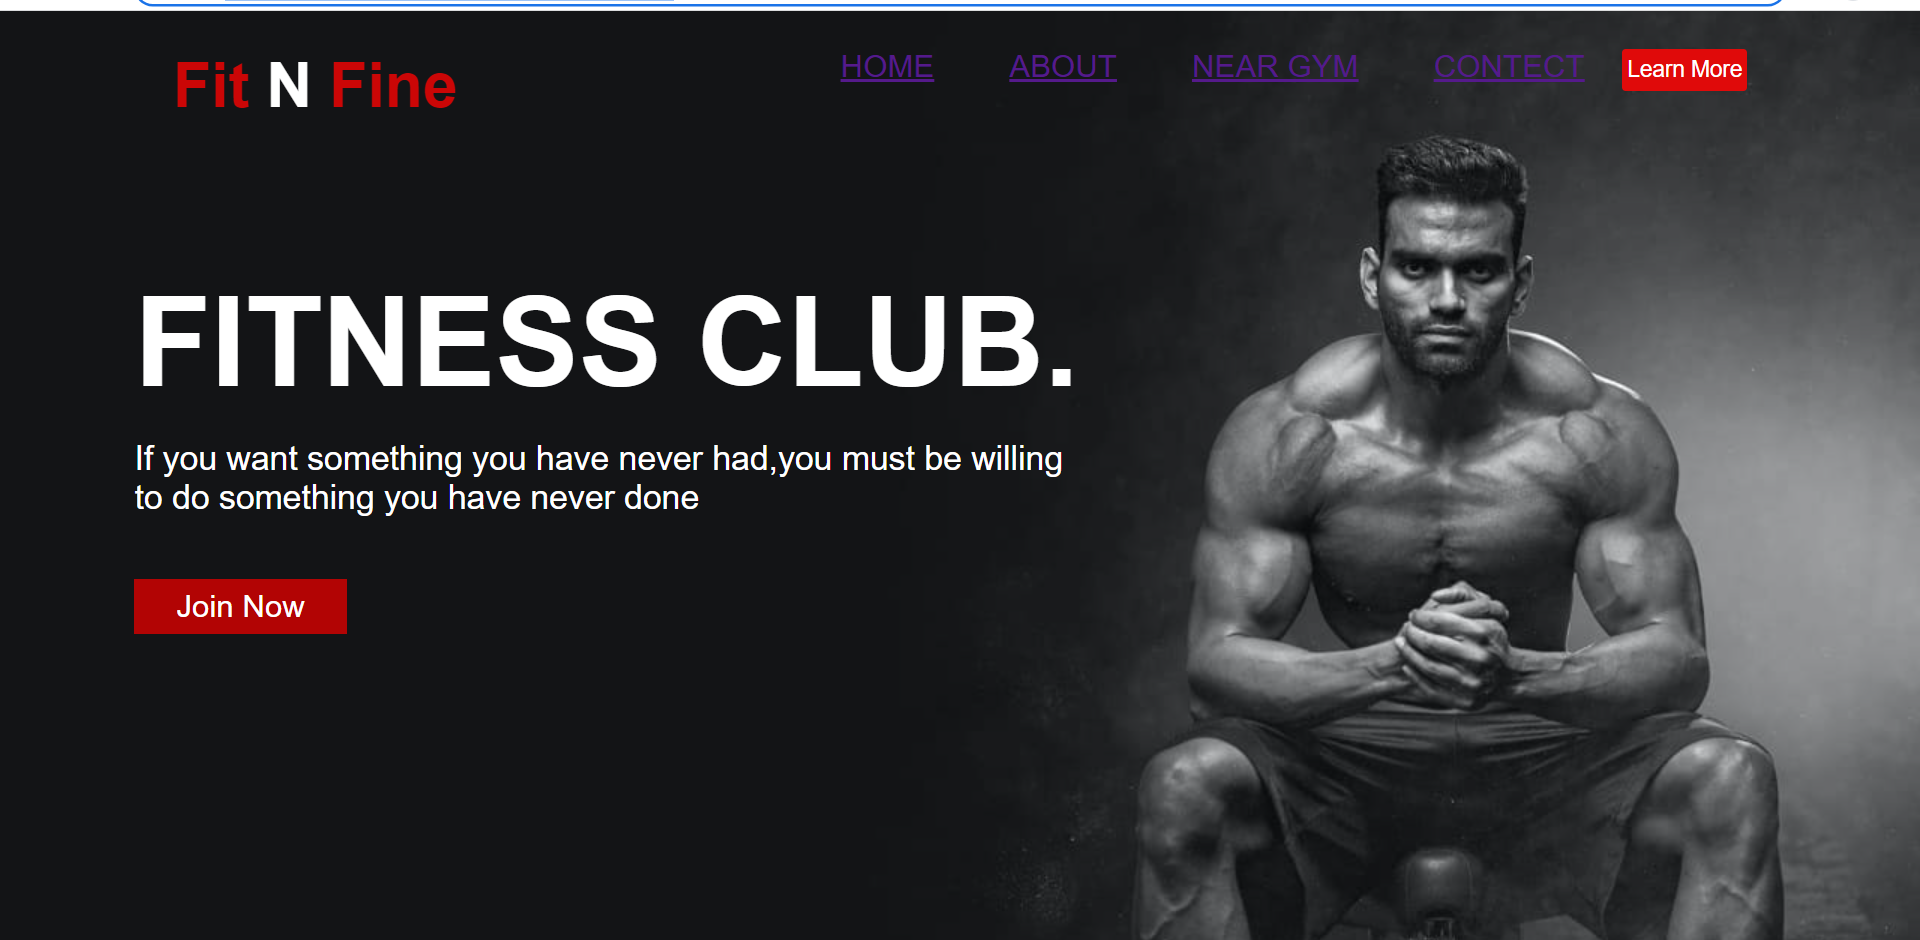 Fit N Fine
HOME ABOUT NEAR GYM CONTECT Learn More
FITNESS CLUB.
If you want something you have never had,you must be willing
to do something you have never done
Join Now